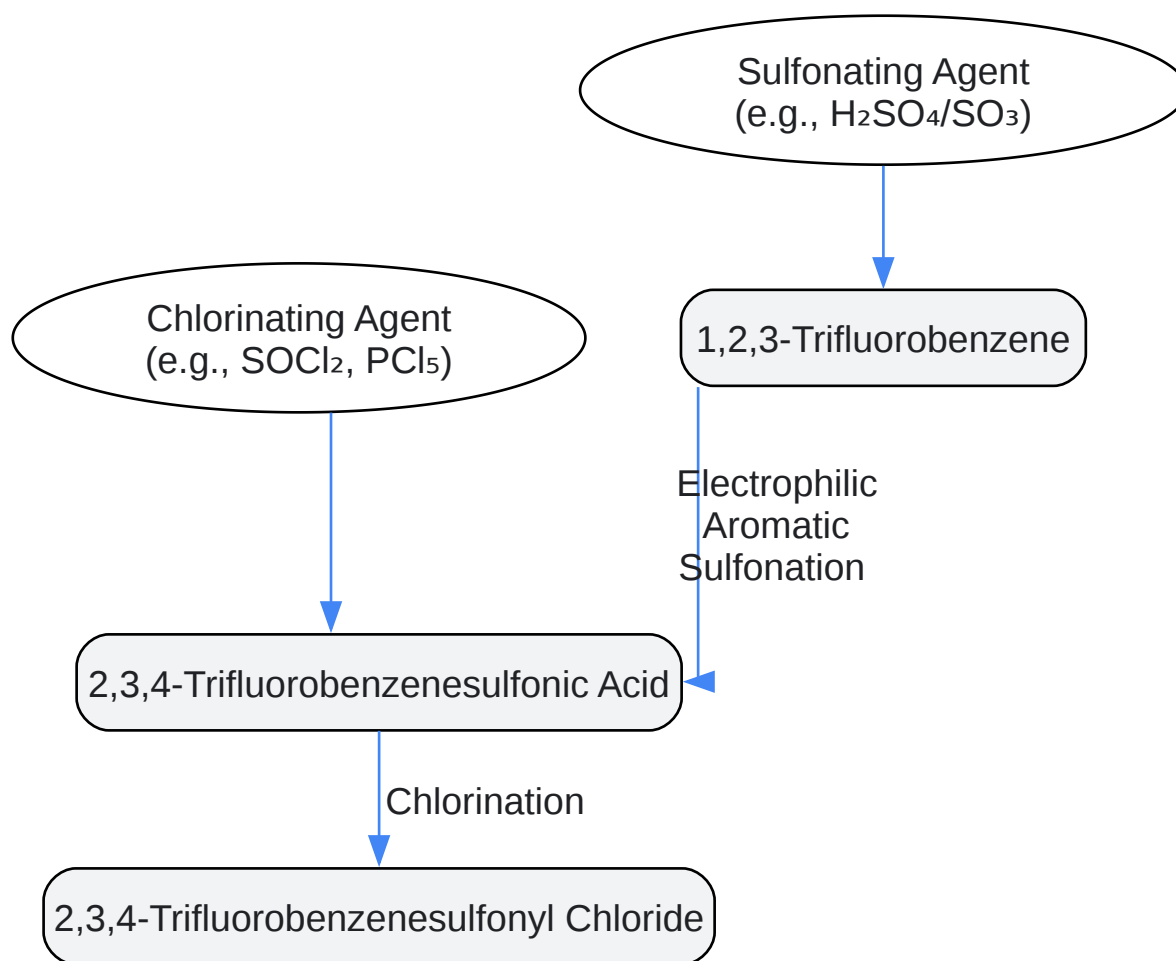 Sulfonating Agent
(e.g., H₂SO₄/SO₃)
1,2,3-Trifluorobenzene
Chlorinating Agent
(e.g., SOCl₂, PCl₅)
Electrophilic
Aromatic
Sulfonation
2,3,4-Trifluorobenzenesulfonic Acid
Chlorination
2,3,4-Trifluorobenzenesulfonyl Chloride